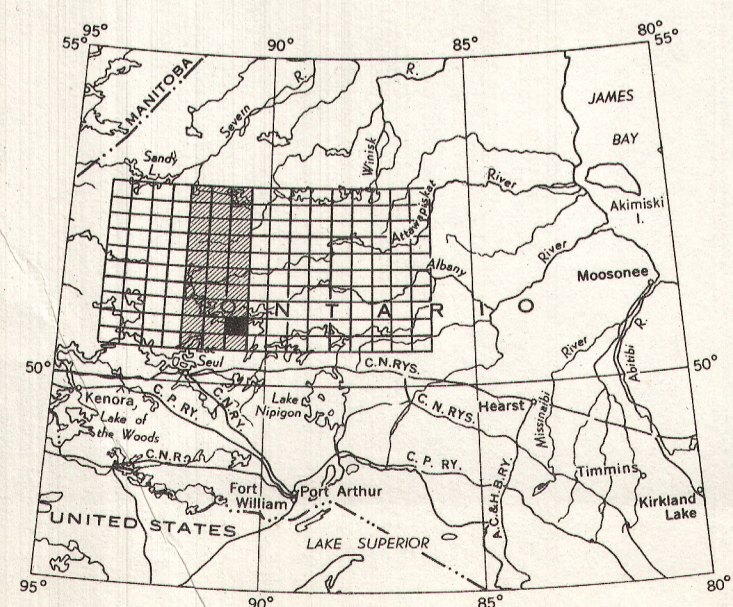 95°
90°
85°
80°
55°
55°
MANITOBA
Severn R.
R.
Winisk
JAMES
BAY
Sandy
L.
Attawapiskat
River
Akimiski
I.
Albany
River
Moosonee
ONTARIO
Abitibi R.
50°
50°
Seul
C.N.RYS.
River
Kenora
C.P.RY.
C.N.RY.
Lake
Nipigon
C.N.RYS.
Hearst
Missinaibi
Lake of
the Woods
C.N.R.
C.P.RY.
Timmins
Fort
William
Port Arthur
A.C.&H.B.RY.
Kirkland
Lake
UNITED STATES
LAKE SUPERIOR
95°
90°
85°
80°